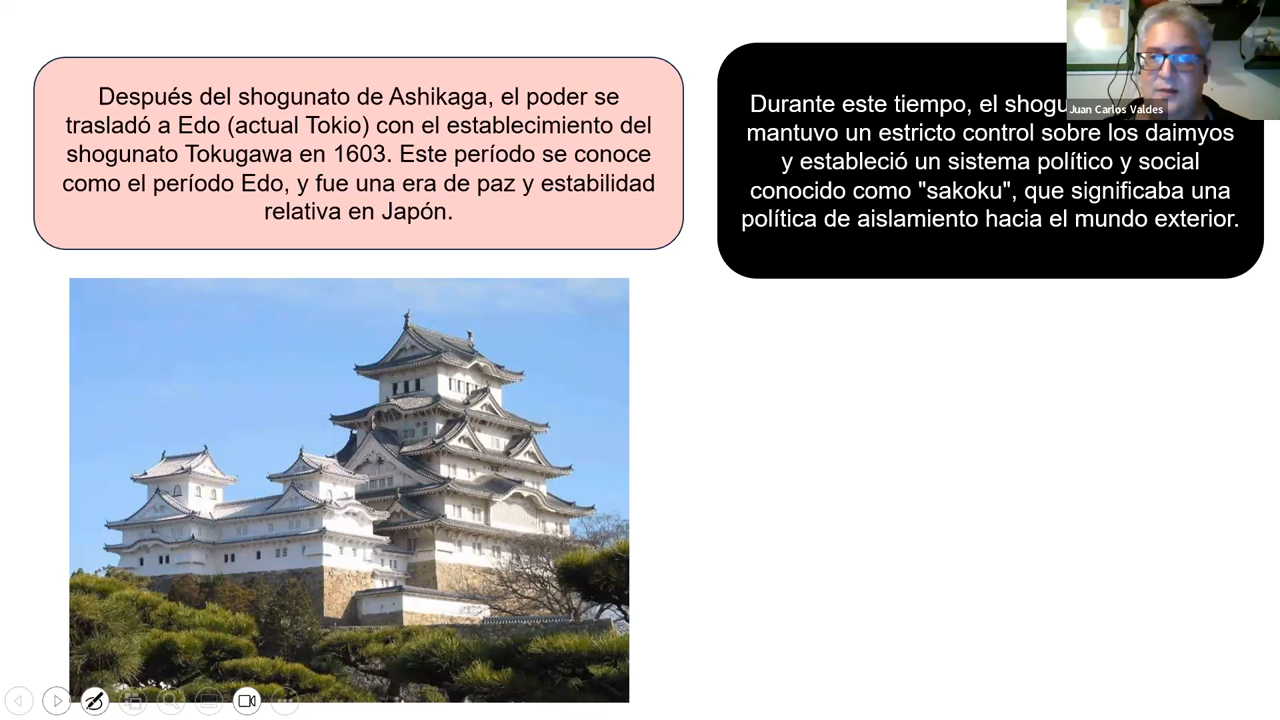 Después del shogunato de Ashikaga, el poder se
trasladó a Edo (actual Tokio) con el establecimiento del
shogunato Tokugawa en 1603. Este período se conoce
como el período Edo, y fue una era de paz y estabilidad
relativa en Japón.
Durante este tiempo, el
mantuvo un estricto control sobre los daimyos
y estableció un sistema político y social
conocido como "sakoku", que significaba una
política de aislamiento hacia el mundo exterior.
Juan Carlos Valdes